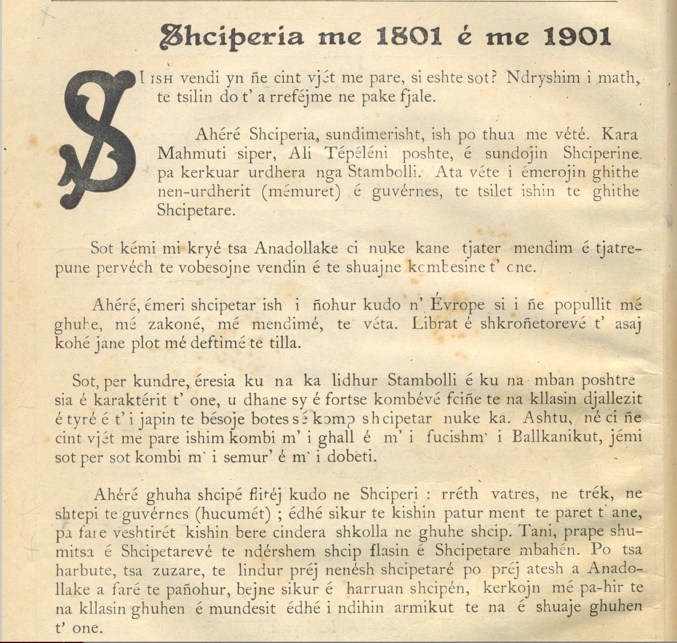 Shciperia me 1801 é me 1901
SI ISH vendi yn ñe cint vjét me pare, si eshte sot? Ndryshim i math,
te tsilin do t' a rreféjme ne pake fjale.
Ahéré Shciperia, sundimerisht, ish po thua me vété. Kara
Mahmuti siper, Ali Tépéléni poshte, é sundojin Shciperine.
pa kerkuar urdhera nga Stambolli. Ata véte i émerojin ghithe
nen-urdherit (mémuret) é guvérnes, te tsilet ishin te ghithe
Shcipetare.
Sot kémi mi kryé tsa Anadollake ci nuke kane tjater mendim é tjatre-
pune pervéch te vobesojne vendin é te shuajne kombesine t' one.
Ahéré, émeri shcipetar ish i ñohur kudo n' Évrope si i ñe popullit mé
ghuhe, mé zakoné, mé mendimé, te véta. Librat é shkroñetorevé t' asaj
kohé jane plot mé deftimé te tilla.
Sot, per kundre, éresia ku na ka lidhur Stambolli é ku na mban poshtre
sia é karaktérit t' one, u dhane sy é fortse kombévé fciñe te na kllasin djallezit
é tyré é t' i japin te bésoje botes sé komp shcipetar nuke ka. Ashtu, né ci ñe
cint vjét me pare ishim kombi m' i ghall é m' i fucishm' i Ballkanikut, jémi
sot per sot kombi m' i semur' é m' i dobeti.
Ahéré ghuha shcipé flitéj kudo ne Shciperi : rréth vatres, ne trék, ne
shtepi te guvérnes (hucumét) ; édhé sikur te kishin patur ment te paret t' ane,
pa fare veshtirét kishin bere cindera shkolla ne ghuhe shcip. Tani, prape shu-
mitsa é Shcipetarevé te ndérshem shcip flasin é Shcipetare mbahén. Po tsa
harbute, tsa zuzare, te lindur préj nenésh shcipetaré po préj atesh a Anado-
llake a faré te pañohur, bejne sikur é harruan shcipén, kerkojn mé pa-hir te
na kllasin ghuhen é mundesit édhé i ndihin armikut te na é shuaje ghuhen
t' one.